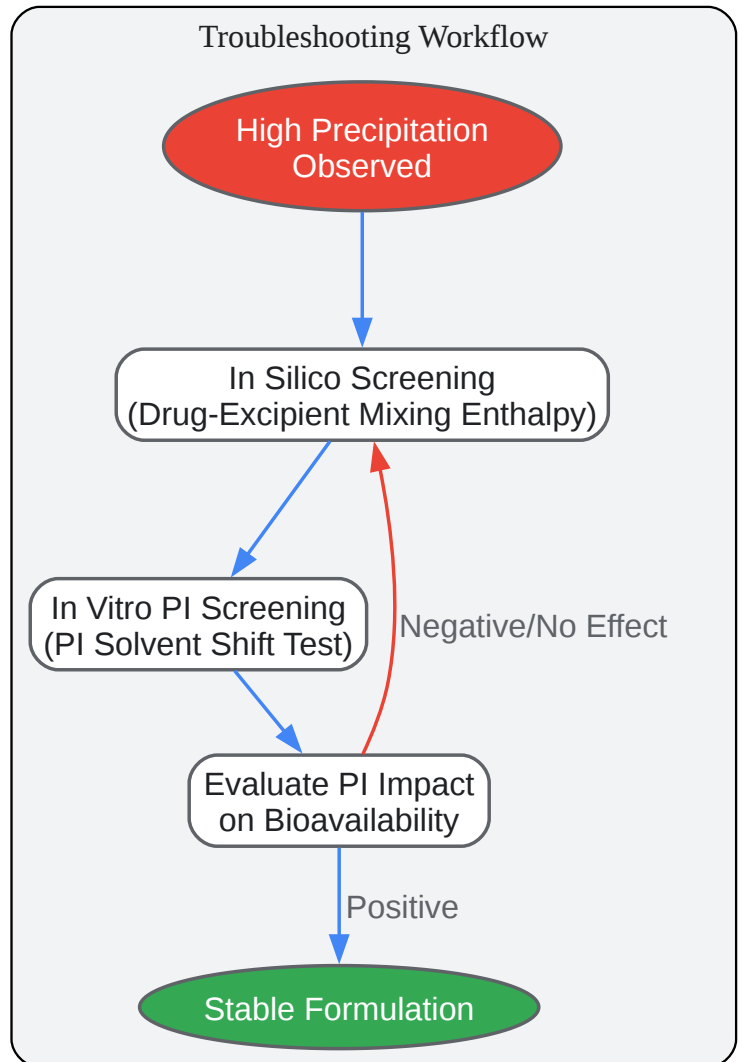 Troubleshooting Workflow
High Precipitation
Observed
In Silico Screening
(Drug-Excipient Mixing Enthalpy)
In Vitro PI Screening
(PI Solvent Shift Test)
Negative/No Effect
Evaluate PI Impact
on Bioavailability
Positive
Stable Formulation